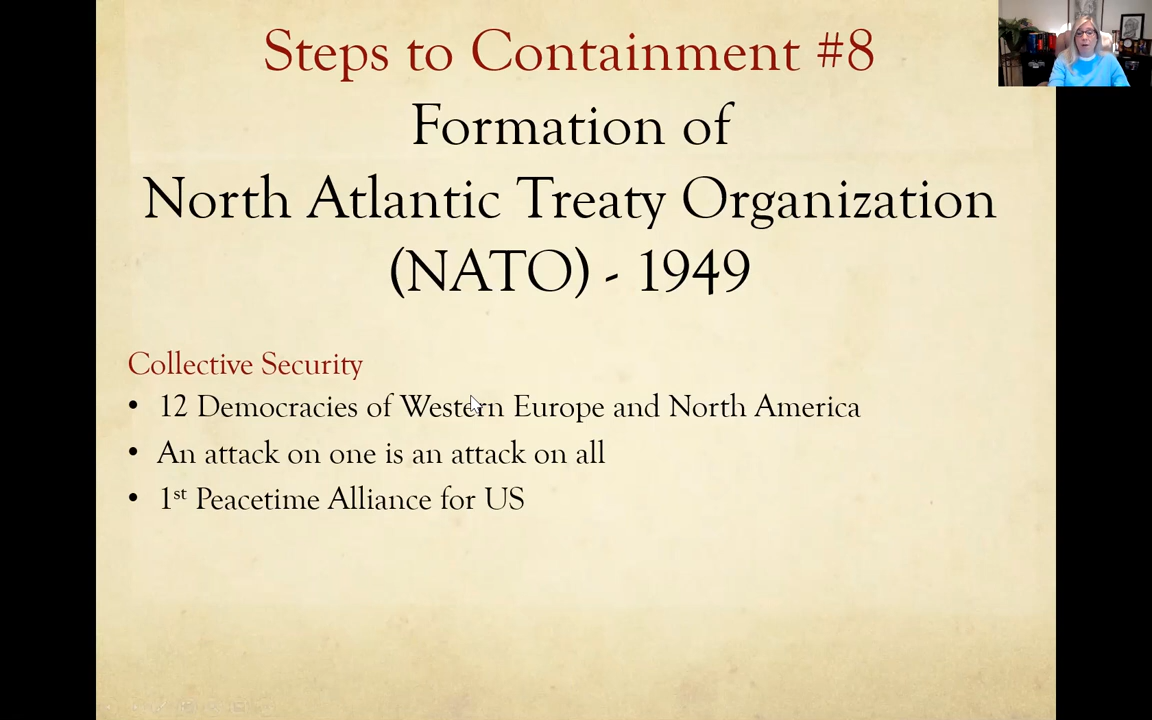 Steps to Containment #8
Formation of
North Atlantic Treaty Organization
(NATO) - 1949
Collective Security
• 12 Democracies of Western Europe and North America
• An attack on one is an attack on all
• 1st Peacetime Alliance for US